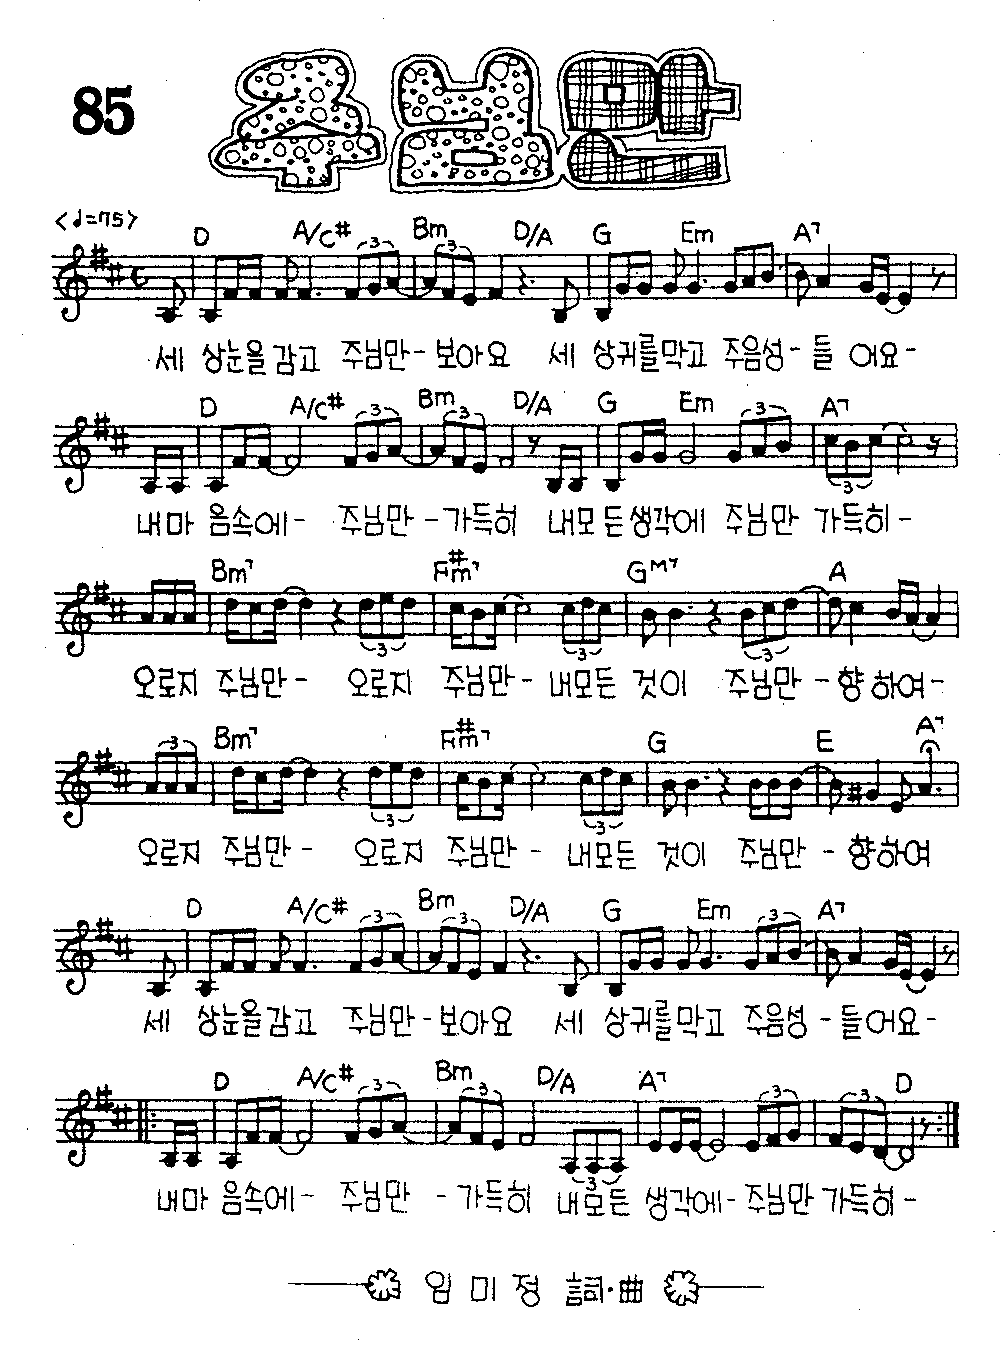 85
주님만
<♩=75>
D A/C# Bm D/A G Em A7
세 상눈을감고 주님만-보아요 세 상귀를막고 주음성-들 어요-
D A/C# Bm D/A G Em A7
내마 음속에- 주님만-가득히 내모든생각에 주님만 가득히-
Bm7 F#m7 GM7 A
오로지 주님만- 오로지 주님만-내모든 것이 주님만-향하여-
Bm7 F#m7 G E A7
오로지 주님만- 오로지 주님만- 내모든 것이 주님만-향하여
D A/C# Bm D/A G Em A7
세 상눈을감고 주님만-보아요 세 상귀를막고 주음성-들어요-
D A/C# Bm D/A A7 D
내마 음속에- 주님만 -가득히 내모든 생각에-주님만 가득히-
임미정 詞·曲